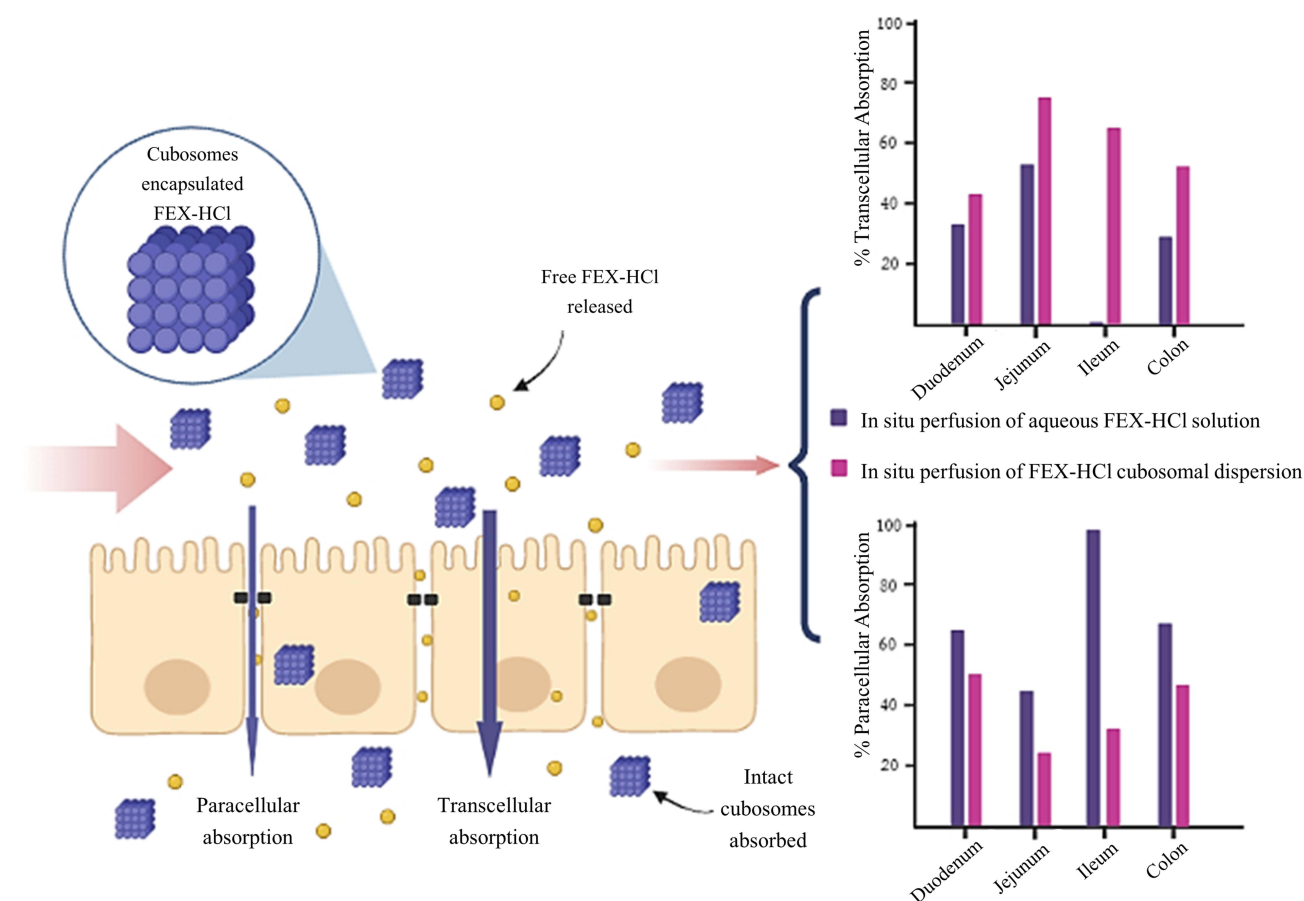 Cubosomes
encapsulated
FEX-HCl
Free FEX-HCl
released
Paracellular
absorption
Transcellular
absorption
Intact
cubosomes
absorbed
% Transcellular Absorption
100
80
60
40
20
Duodenum
Jejunum
Ileum
Colon
In situ perfusion of aqueous FEX-HCl solution
In situ perfusion of FEX-HCl cubosomal dispersion
% Paracellular Absorption
100
80
60
40
20
Duodenum
Jejunum
Ileum
Colon